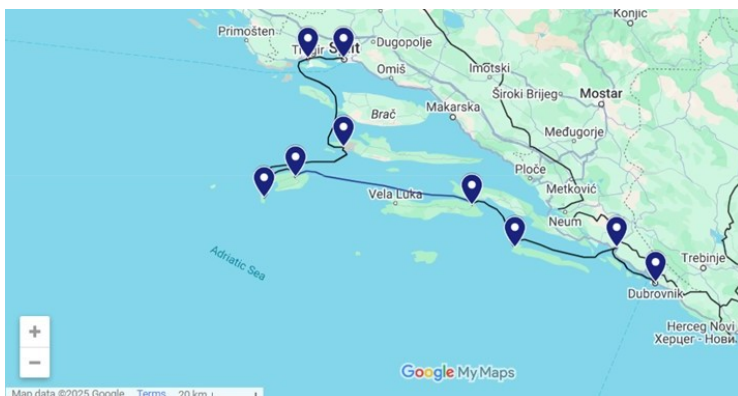 Konjic
Primošten
Trogir
Split
Dugopolje
Omiš
Imotski
Široki Brijeg
Mostar
Brač
Makarska
Međugorje
Ploče
Metković
Vela Luka
Neum
Adriatic Sea
Trebinje
Dubrovnik
Herceg Novi
Херцег - Нови
+
−
Google My Maps
Map data ©2025 Google Terms 20 km